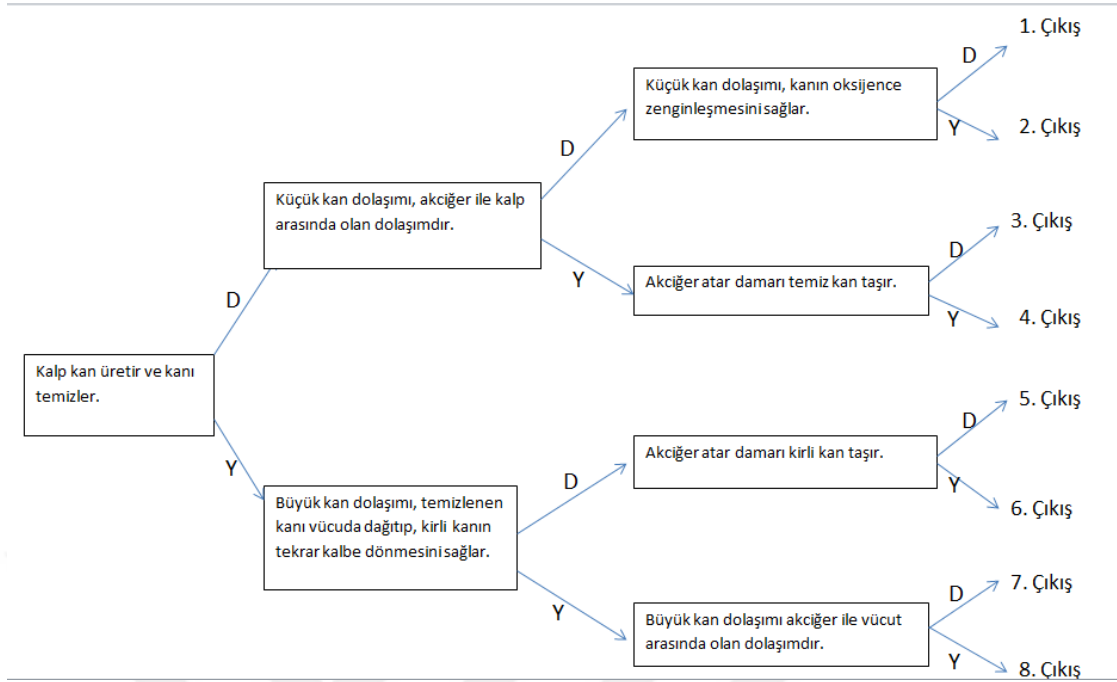 1. Çıkış
D
Küçük kan dolaşımı, kanın oksijence
zenginleşmesini sağlar.
Y
2. Çıkış
D
Küçük kan dolaşımı, akciğer ile kalp
arasında olan dolaşımdır.
3. Çıkış
D
Y
Akciğer atar damarı temiz kan taşır.
Y
4. Çıkış
D
Kalp kan üretir ve kanı
temizler.
5. Çıkış
D
Akciğer atar damarı kirli kan taşır.
Y
D
Y
6. Çıkış
Büyük kan dolaşımı, temizlenen
kanı vücuda dağıtıp, kirli kanın
tekrar kalbe dönmesini sağlar.
7. Çıkış
D
Y
Büyük kan dolaşımı akciğer ile vücut
arasında olan dolaşımdır.
Y
8. Çıkış